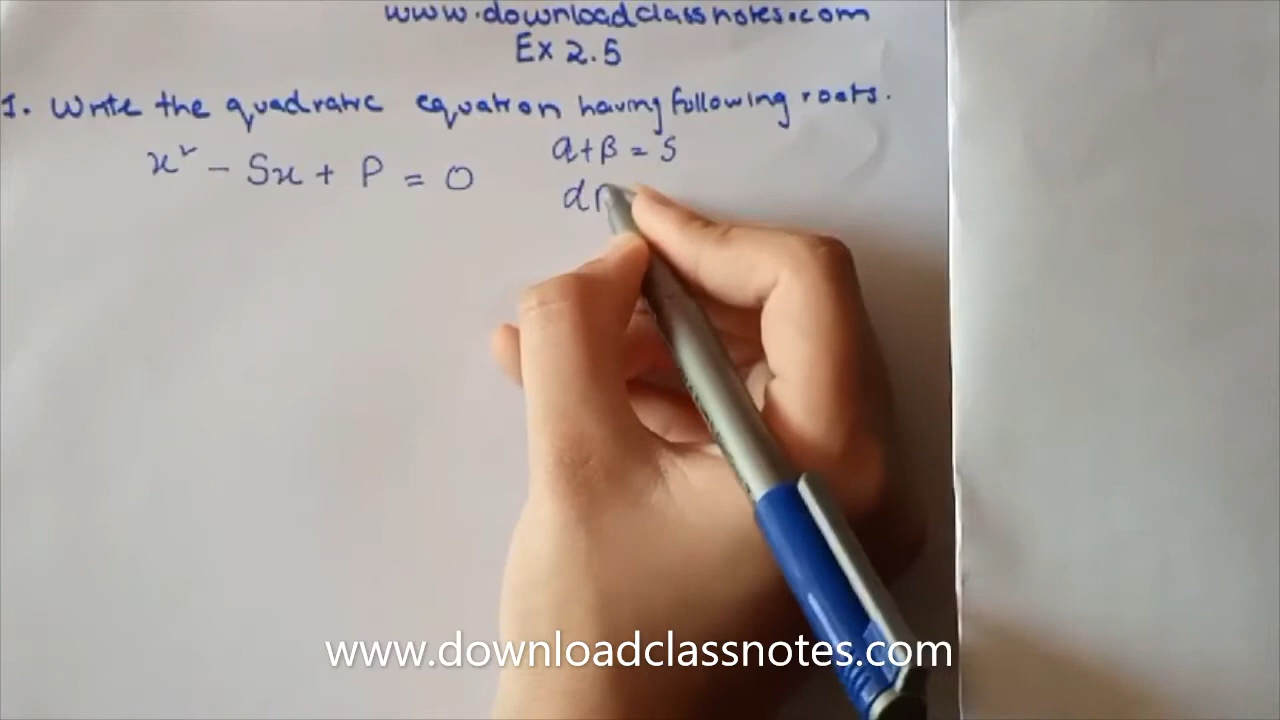 www.downloadclassnotes.com
Ex 2.5
1. Write the quadratic equation having following roots.
x² - Sx + P = 0
α+β = S
α
www.downloadclassnotes.com